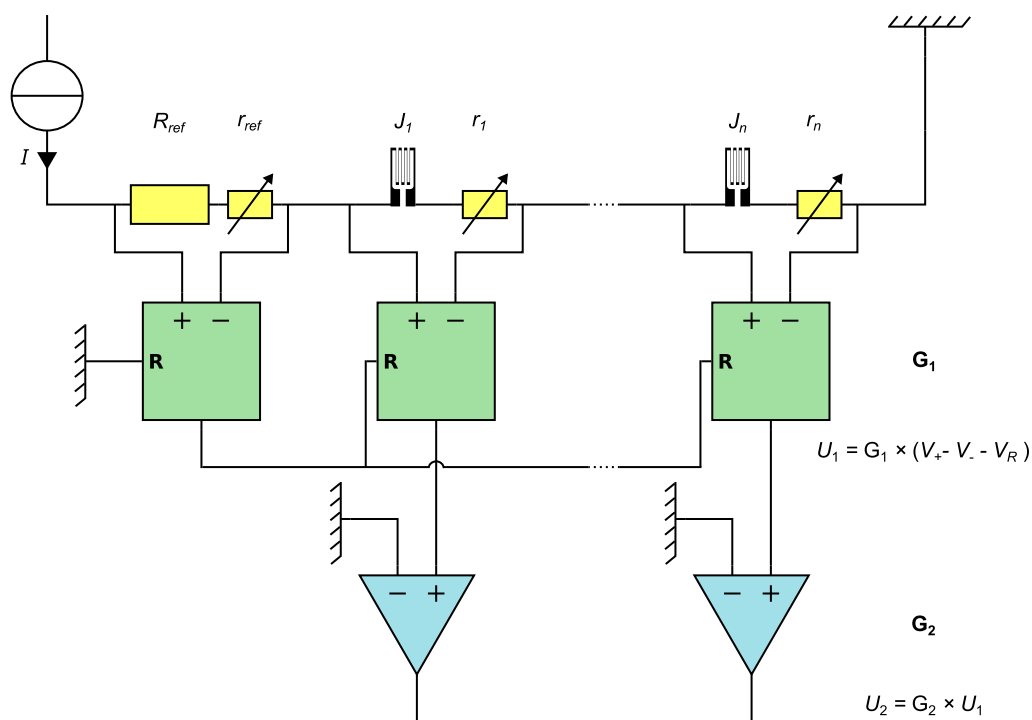 R_ref r_ref J_1 r_1 J_n r_n
I
+ − + − + −
R R R G_1
U_1 = G_1 × (V_+ - V_- - V_R )
− + − +
G_2
U_2 = G_2 × U_1